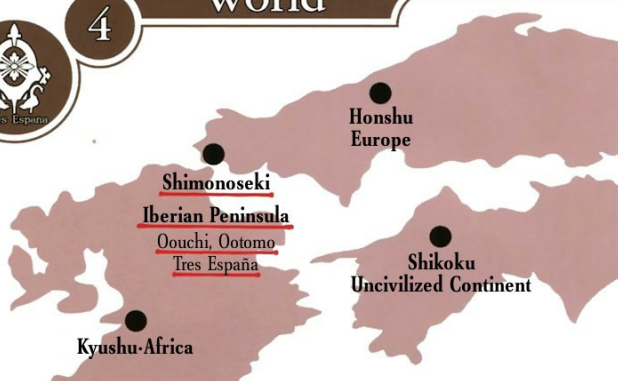 4
world
Tres España
Honshu
Europe
Shimonoseki
Iberian Peninsula
Oouchi, Ootomo
Tres España
Shikoku
Uncivilized Continent
Kyushu-Africa